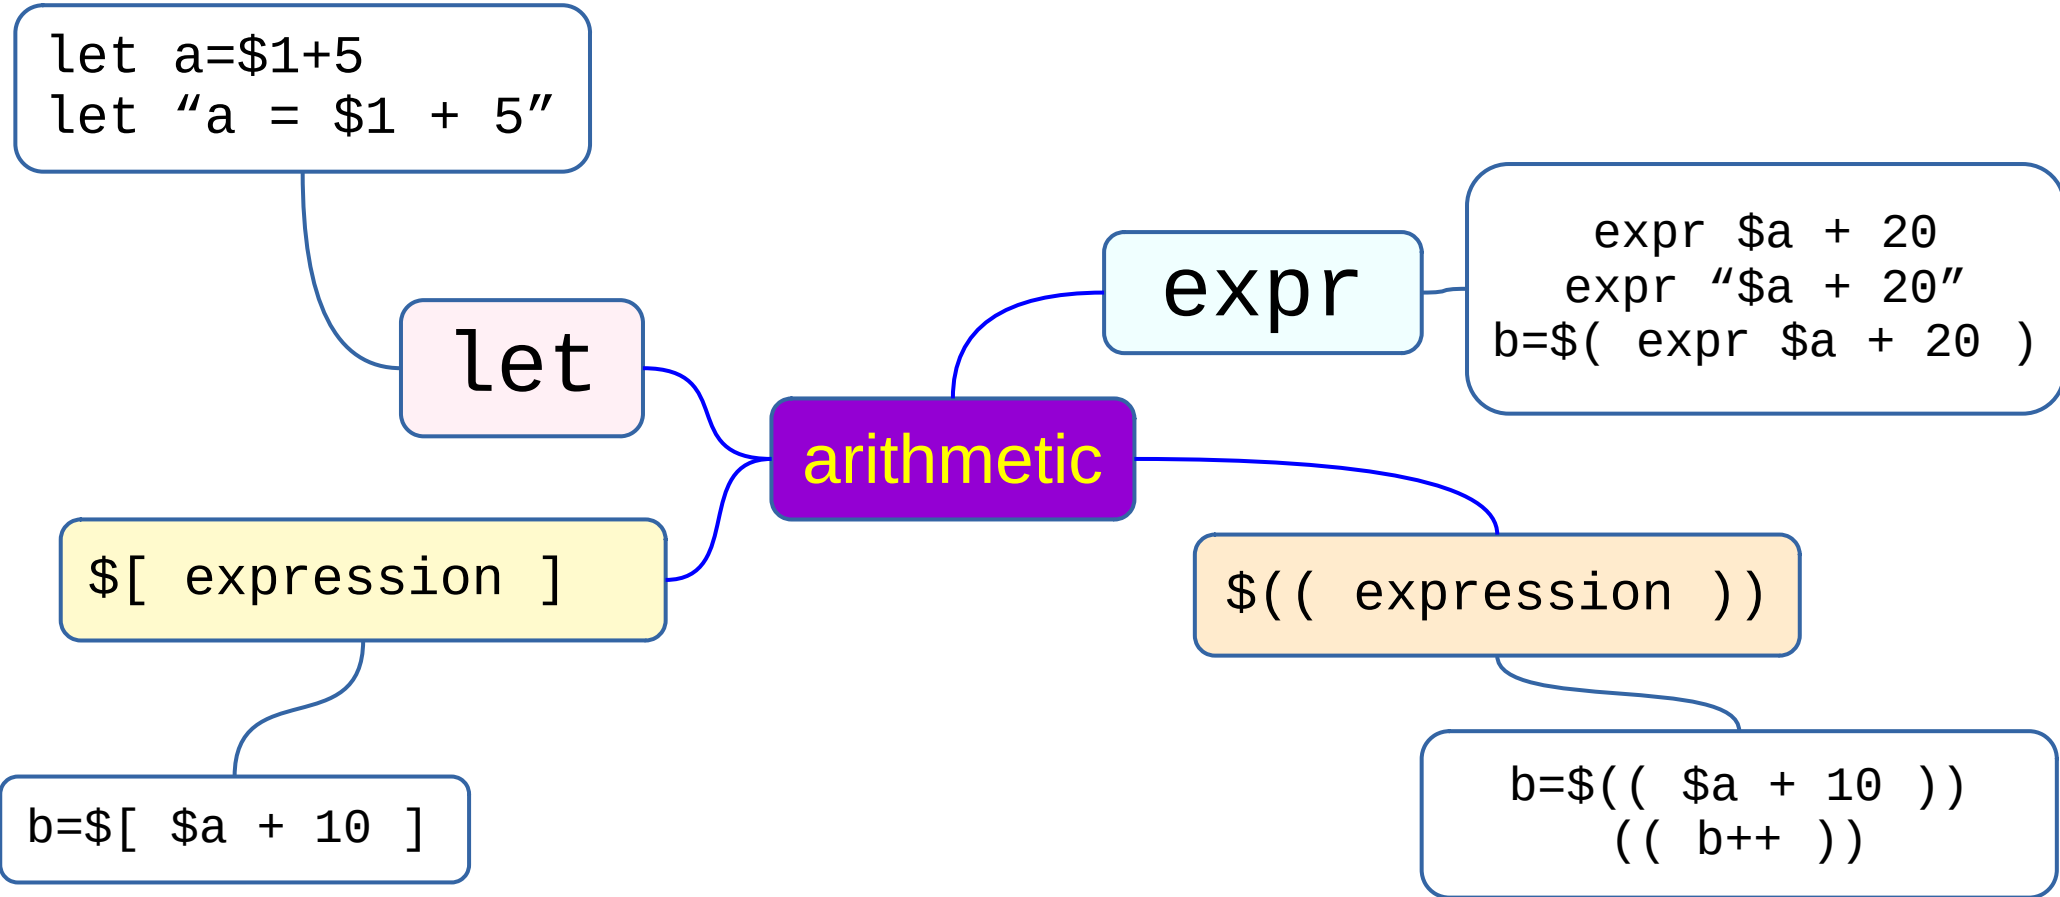 let a=$1+5
let “a = $1 + 5”
expr $a + 20
expr “$a + 20”
b=$( expr $a + 20 )
expr
let
arithmetic
$[ expression ]
$(( expression ))
b=$[ $a + 10 ]
b=$(( $a + 10 ))
(( b++ ))